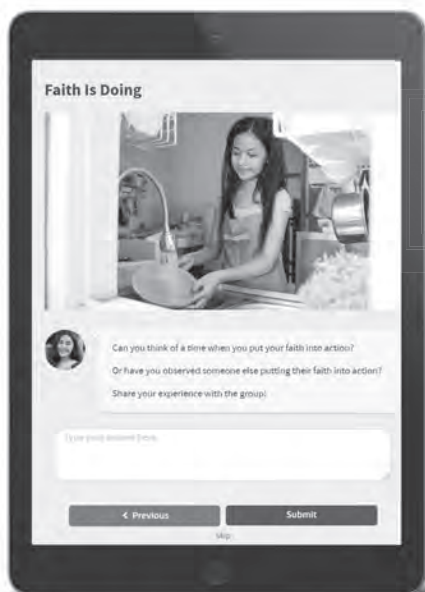 Faith Is Doing
Can you think of a time when you put your faith into action?
Or have you observed someone else putting their faith into action?
Share your experience with the group!
Type your answer here.
< Previous
Submit
Skip